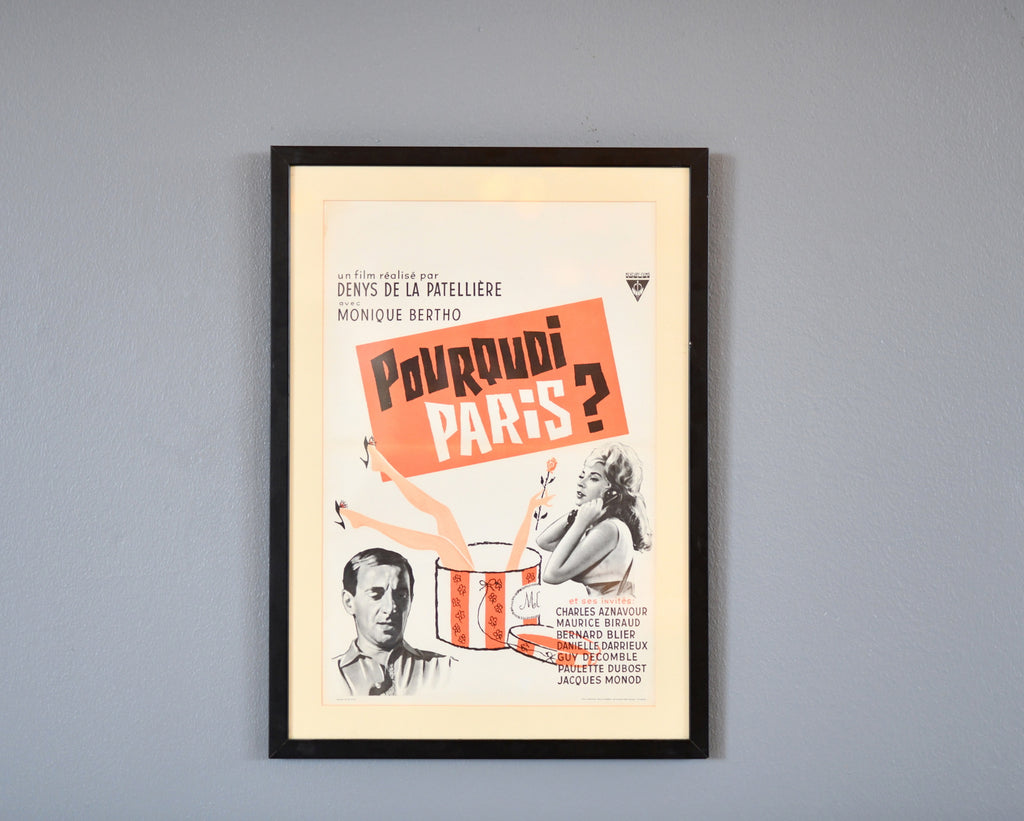 un film réalisé par
DENYS DE LA PATELLIÈRE
avec
MONIQUE BERTHO
POURQUOI
PARIS ?
et ses invités:
CHARLES AZNAVOUR
MAURICE BIRAUD
BERNARD BLIER
DANIELLE DARRIEUX
GUY DECOMBLE
PAULETTE DUBOST
JACQUES MONOD